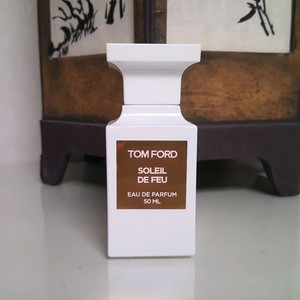 TOM FORD
SOLEIL
DE FEU
EAU DE PARFUM
50 ML